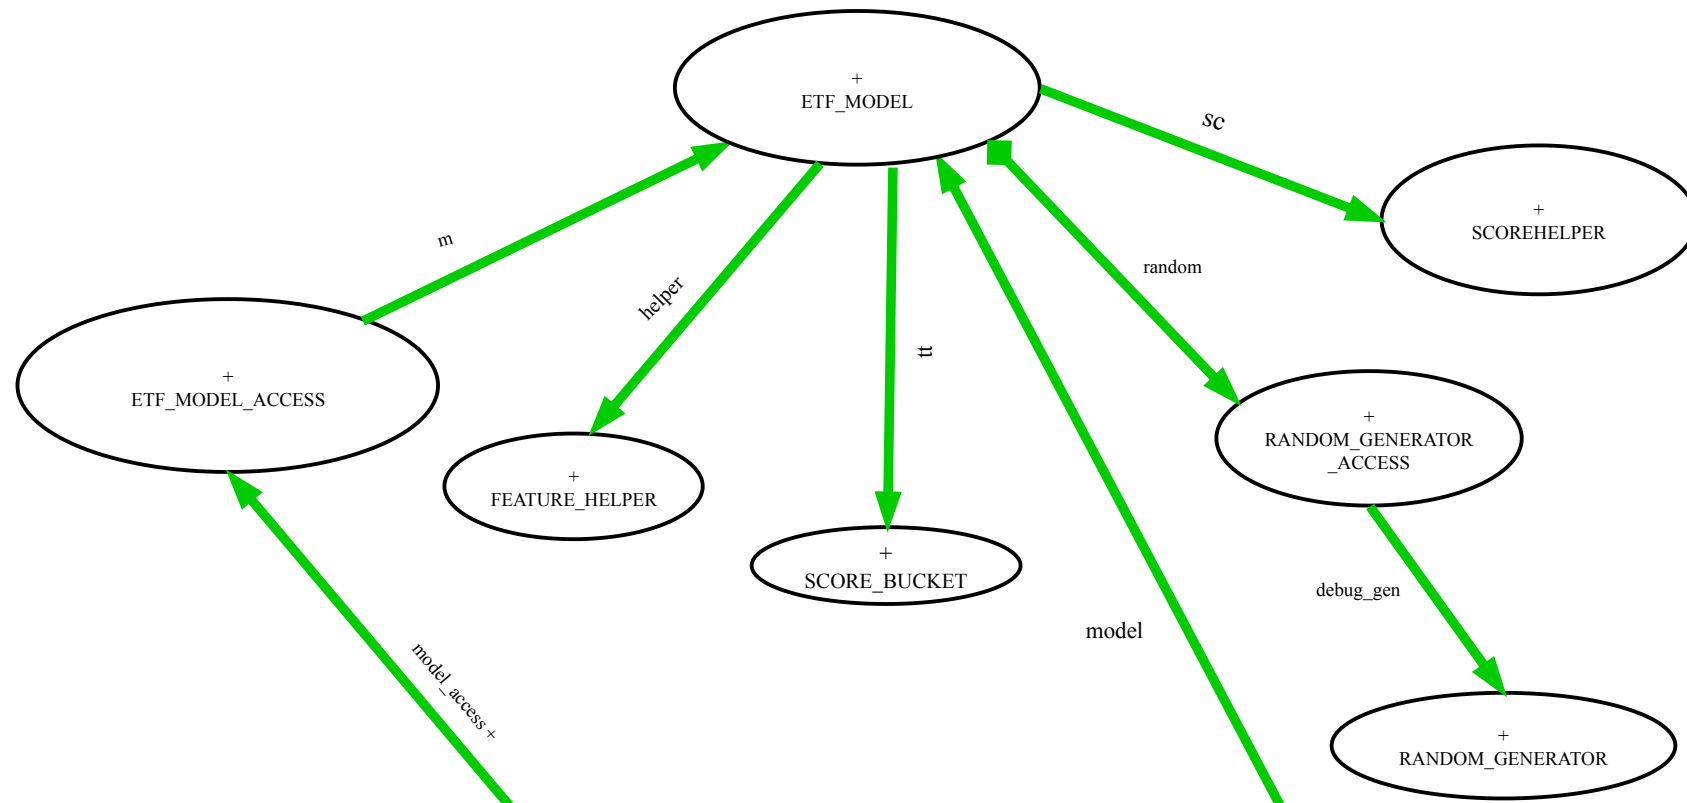 +
ETF_MODEL
sc
+
SCOREHELPER
m
random
helper
tt
+
ETF_MODEL_ACCESS
+
RANDOM_GENERATOR
_ACCESS
+
FEATURE_HELPER
+
SCORE_BUCKET
debug_gen
model
model_access +
+
RANDOM_GENERATOR